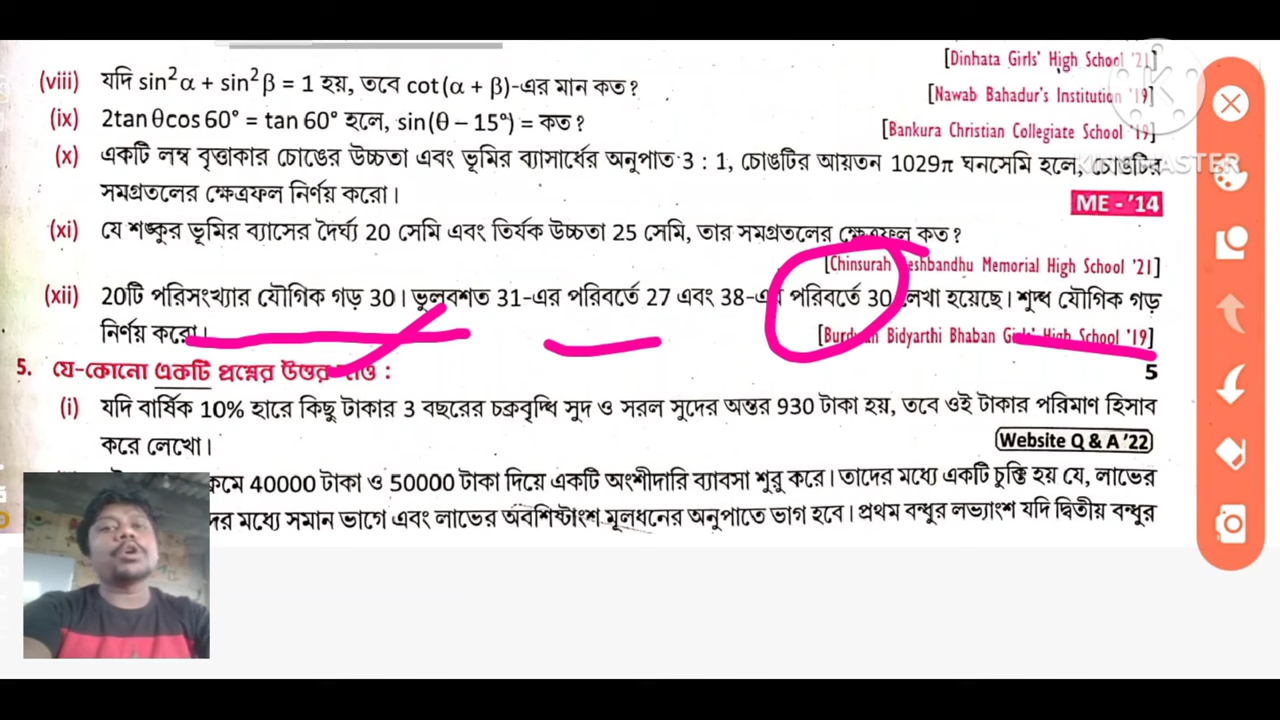 [Dinhata Girls' High School '21]
(viii) যদি sin²α + sin²β = 1 হয়, তবে cot(α + β)-এর মান কত?
[Nawab Bahadur's Institution '19]
(ix) 2tanθcos60° = tan60° হলে, sin(θ − 15°) = কত?
[Bankura Christian Collegiate School '19]
(x) একটি লম্ব বৃত্তাকার চোঙের উচ্চতা এবং ভূমির ব্যাসার্ধের অনুপাত 3 : 1, চোঙটির আয়তন 1029π ঘনসেমি হলে, চোঙটির
সমগ্রতলের ক্ষেত্রফল নির্ণয় করো।
ME - '14
(xi) যে শঙ্কুর ভূমির ব্যাসের দৈর্ঘ্য 20 সেমি এবং তির্যক উচ্চতা 25 সেমি, তার সমগ্রতলের ক্ষেত্রফল কত?
[Chinsurah Memorial High School '21]
(xii) 20টি পরিসংখ্যার যৌগিক গড় 30। ভুলবশত 31-এর পরিবর্তে 27 এবং 38-এর পরিবর্তে 30 লেখা হয়েছে। শুদ্ধ যৌগিক গড়
নির্ণয় করো।
[Bidyarthi Bhaban Girls' High School '19]
5. যে-কোনো একটি প্রশ্নের উত্তর দাও :
5
(i) যদি বার্ষিক 10% হারে কিছু টাকার 3 বছরের চক্রবৃদ্ধি সুদ ও সরল সুদের অন্তর 930 টাকা হয়, তবে ওই টাকার পরিমাণ হিসাব
করে লেখো।
Website Q & A '22
40000 টাকা ও 50000 টাকা দিয়ে একটি অংশীদারি ব্যাবসা শুরু করে। তাদের মধ্যে একটি চুক্তি হয় যে, লাভের
মধ্যে সমান ভাগে এবং লাভের অবশিষ্টাংশ মূলধনের অনুপাতে ভাগ হবে। প্রথম বন্ধুর লভ্যাংশ যদি দ্বিতীয় বন্ধুর